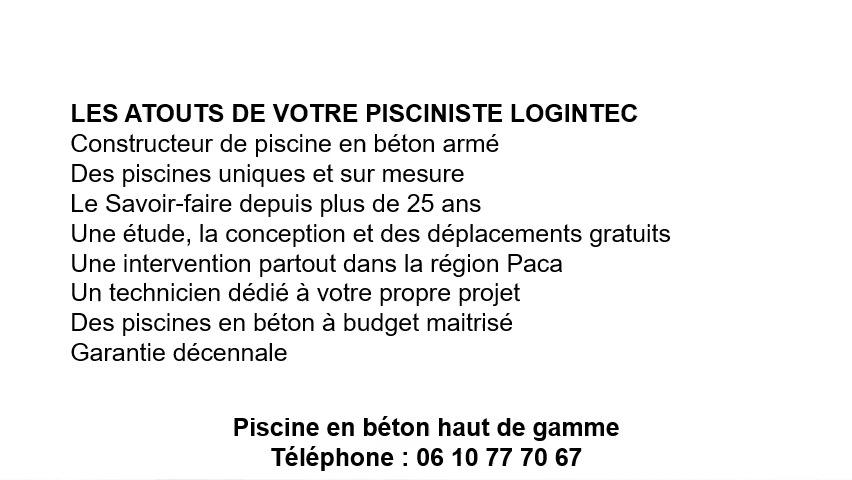 LES ATOUTS DE VOTRE PISCINISTE LOGINTEC
Constructeur de piscine en béton armé
Des piscines uniques et sur mesure
Le Savoir-faire depuis plus de 25 ans
Une étude, la conception et des déplacements gratuits
Une intervention partout dans la région Paca
Un technicien dédié à votre propre projet
Des piscines en béton à budget maitrisé
Garantie décennale
Piscine en béton haut de gamme
Téléphone : 06 10 77 70 67